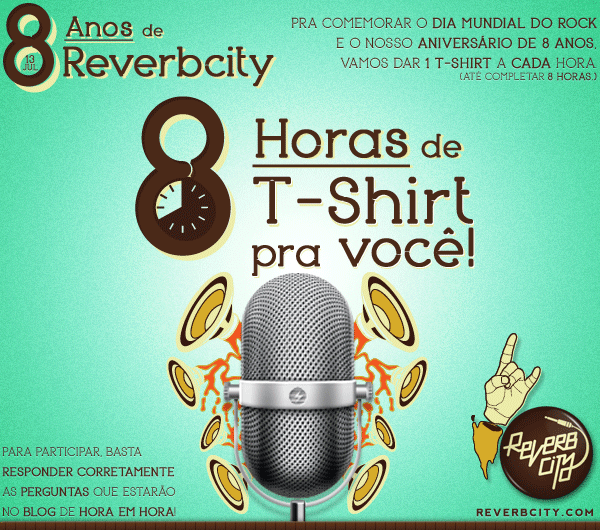 8 Anos de
13 JUL. Reverbcity
PRA COMEMORAR O DIA MUNDIAL DO ROCK
E O NOSSO ANIVERSÁRIO DE 8 ANOS,
VAMOS DAR 1 T-SHIRT A CADA HORA.
(ATÉ COMPLETAR 8 HORAS.)
8 Horas de
T-Shirt
pra você!
PARA PARTICIPAR, BASTA
RESPONDER CORRETAMENTE
AS PERGUNTAS QUE ESTARÃO
NO BLOG DE HORA EM HORA!
REVERB
CITY
REVERBCITY.COM